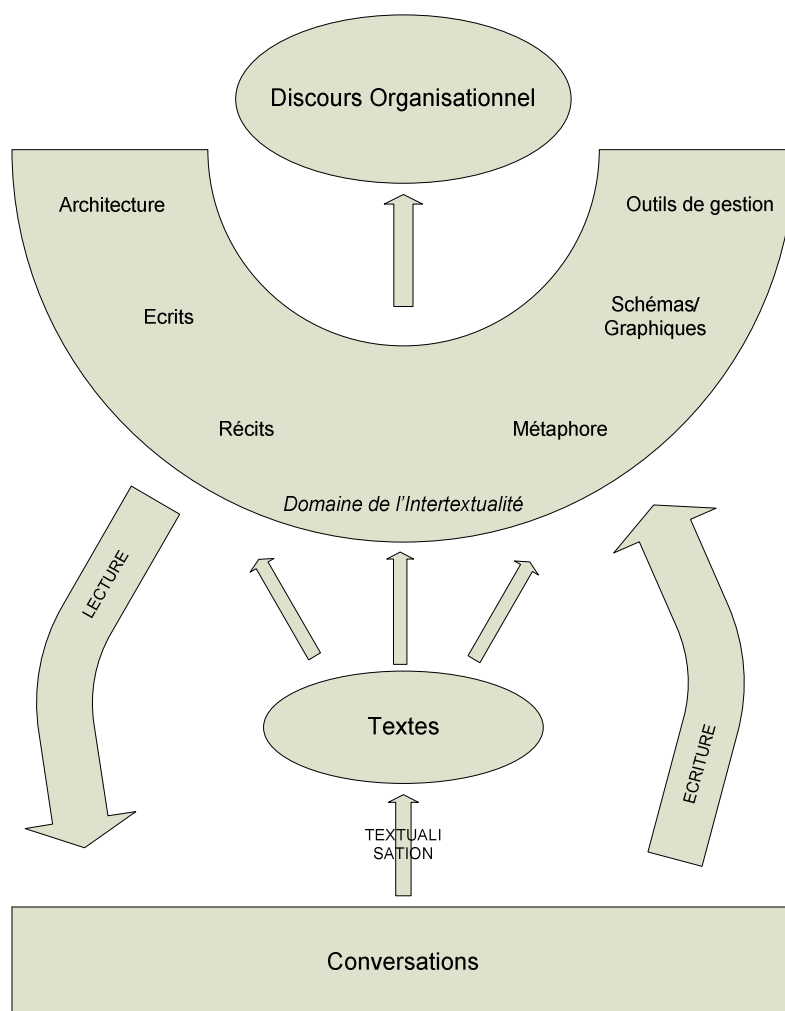 Discours Organisationnel
Architecture
Outils de gestion
Ecrits
Schémas/
Graphiques
Récits
Métaphore
Domaine de l'Intertextualité
LECTURE
Textes
ECRITURE
TEXTUALI
SATION
Conversations